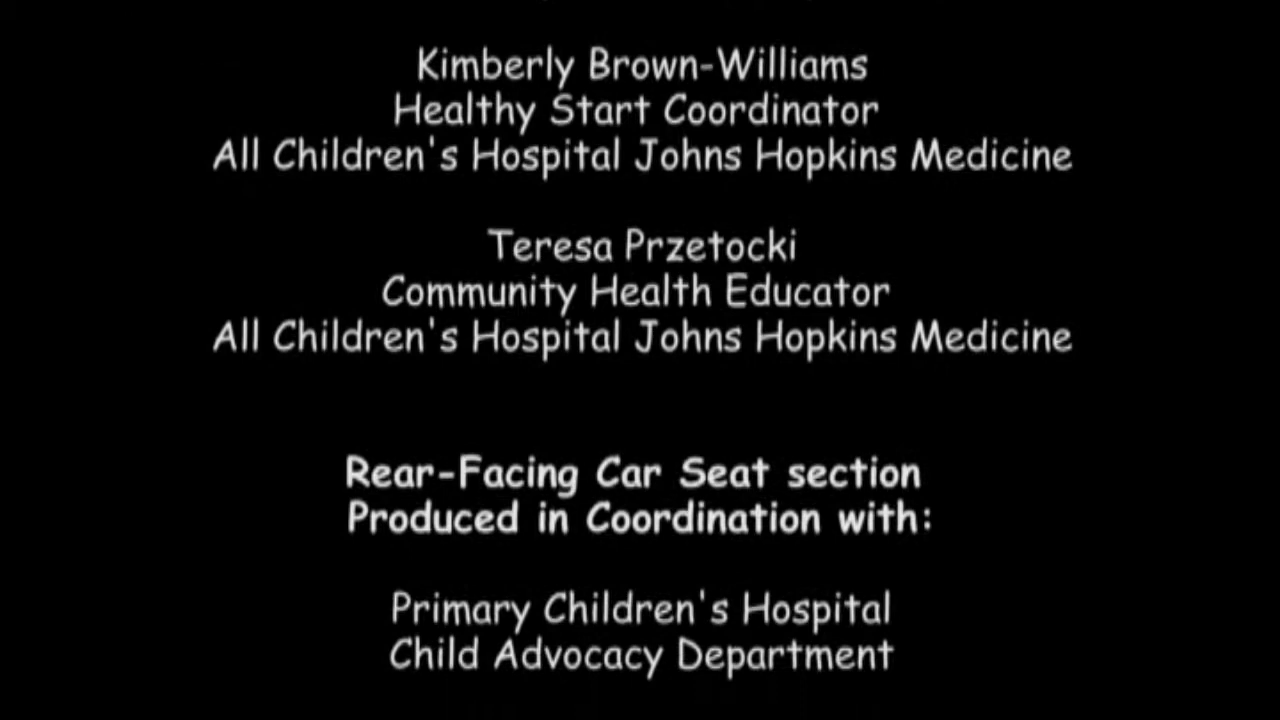 Kimberly Brown-Williams
Healthy Start Coordinator
All Children's Hospital Johns Hopkins Medicine
Teresa Przetocki
Community Health Educator
All Children's Hospital Johns Hopkins Medicine
Rear-Facing Car Seat section
Produced in Coordination with:
Primary Children's Hospital
Child Advocacy Department